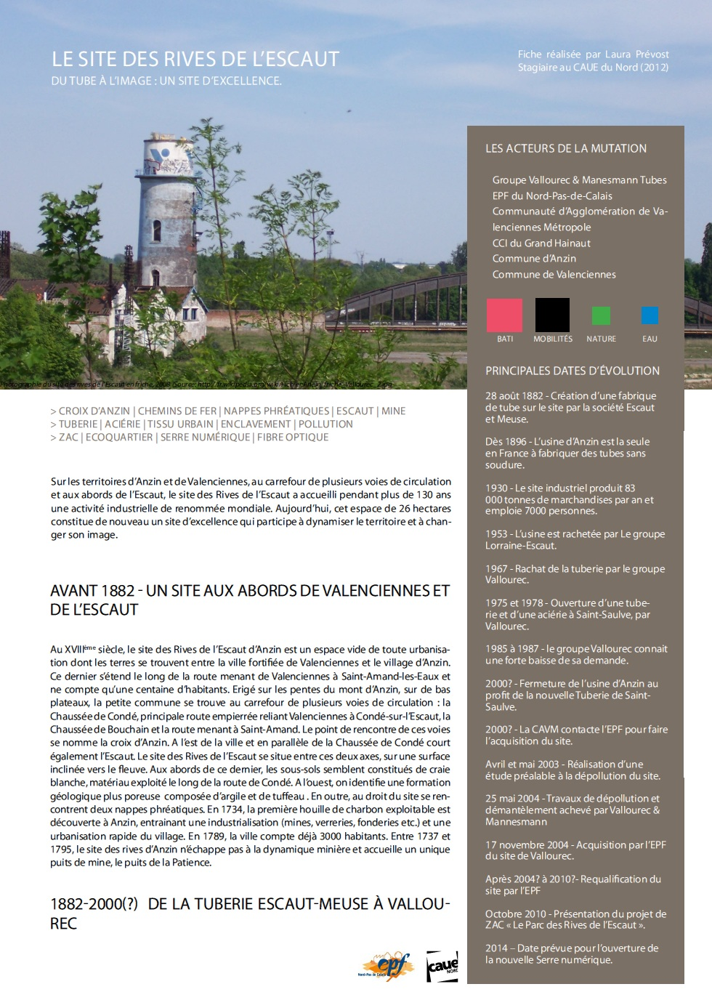 LE SITE DES RIVES DE L’ESCAUT
DU TUBE À L’IMAGE : UN SITE D’EXCELLENCE.
Fiche réalisée par Laura Prévost
Stagiaire au CAUE du Nord (2012)
Photographie du site des rives de l’Escaut en friche, 2008 (Source: http://fr.wikipedia.org/wiki/Fichier:Anzin_friche_Vallourec_2.jpg
> CROIX D’ANZIN | CHEMINS DE FER | NAPPES PHRÉATIQUES | ESCAUT | MINE
> TUBERIE | ACIÉRIE | TISSU URBAIN | ENCLAVEMENT | POLLUTION
> ZAC | ECOQUARTIER | SERRE NUMÉRIQUE | FIBRE OPTIQUE
Sur les territoires d’Anzin et de Valenciennes, au carrefour de plusieurs voies de circulation
et aux abords de l’Escaut, le site des Rives de l’Escaut a accueilli pendant plus de 130 ans
une activité industrielle de renommée mondiale. Aujourd’hui, cet espace de 26 hectares
constitue de nouveau un site d’excellence qui participe à dynamiser le territoire et à chan-
ger son image.
AVANT 1882 - UN SITE AUX ABORDS DE VALENCIENNES ET
DE L’ESCAUT
Au XVIIIème siècle, le site des Rives de l’Escaut d’Anzin est un espace vide de toute urbanisa-
tion dont les terres se trouvent entre la ville fortifiée de Valenciennes et le village d’Anzin.
Ce dernier s’étend le long de la route menant de Valenciennes à Saint-Amand-les-Eaux et
ne compte qu’une centaine d’habitants. Erigé sur les pentes du mont d’Anzin, sur de bas
plateaux, la petite commune se trouve au carrefour de plusieurs voies de circulation : la
Chaussée de Condé, principale route empierrée reliant Valenciennes à Condé-sur-l’Escaut, la
Chaussée de Bouchain et la route menant à Saint-Amand. Le point de rencontre de ces voies
se nomme la croix d’Anzin. A l’est de la ville et en parallèle de la Chaussée de Condé court
également l’Escaut. Le site des Rives de l’Escaut se situe entre ces deux axes, sur une surface
inclinée vers le fleuve. Aux abords de ce dernier, les sous-sols semblent constitués de craie
blanche, matériau exploité le long de la route de Condé. A l’ouest, on identifie une formation
géologique plus poreuse composée d’argile et de tuffeau . En outre, au droit du site se ren-
contrent deux nappes phréatiques. En 1734, la première houille de charbon exploitable est
découverte à Anzin, entrainant une industrialisation (mines, verreries, fonderies etc.) et une
urbanisation rapide du village. En 1789, la ville compte déjà 3000 habitants. Entre 1737 et
1795, le site des rives d’Anzin n’échappe pas à la dynamique minière et accueille un unique
puits de mine, le puits de la Patience.
1882-2000(?) DE LA TUBERIE ESCAUT-MEUSE À VALLOU-
REC
epf
Nord-Pas de Calais
caue
NORD
LES ACTEURS DE LA MUTATION
Groupe Vallourec & Manesmann Tubes
EPF du Nord-Pas-de-Calais
Communauté d’Agglomération de Va-
lenciennes Métropole
CCI du Grand Hainaut
Commune d’Anzin
Commune de Valenciennes
BATI MOBILITÉS NATURE EAU
PRINCIPALES DATES D’ÉVOLUTION
28 août 1882 - Création d’une fabrique
de tube sur le site par la société Escaut
et Meuse.
Dès 1896 - L’usine d’Anzin est la seule
en France à fabriquer des tubes sans
soudure.
1930 - Le site industriel produit 83
000 tonnes de marchandises par an et
emploie 7000 personnes.
1953 - L’usine est rachetée par Le groupe
Lorraine-Escaut.
1967 - Rachat de la tuberie par le groupe
Vallourec.
1975 et 1978 - Ouverture d’une tube-
rie et d’une aciérie à Saint-Saulve, par
Vallourec.
1985 à 1987 - le groupe Vallourec connait
une forte baisse de sa demande.
2000? - Fermeture de l’usine d’Anzin au
profit de la nouvelle Tuberie de Saint-
Saulve.
2000? - La CAVM contacte l’EPF pour faire
l’acquisition du site.
Avril et mai 2003 - Réalisation d’une
étude préalable à la dépollution du site.
25 mai 2004 - Travaux de dépollution et
démantèlement achevé par Vallourec &
Mannesmann
17 novembre 2004 - Acquisition par l’EPF
du site de Vallourec.
Après 2004? à 2010?- Requalification du
site par l’EPF
Octobre 2010 - Présentation du projet de
ZAC « Le Parc des Rives de l’Escaut ».
2014 – Date prévue pour l’ouverture de
la nouvelle Serre numérique.